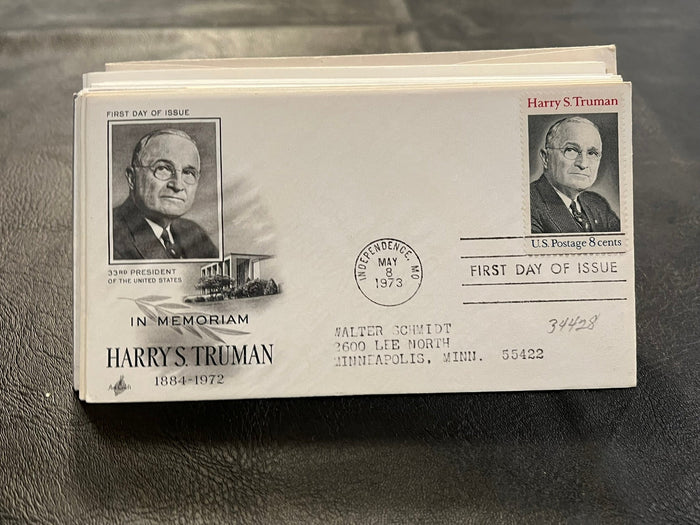 FIRST DAY OF ISSUE
33RD PRESIDENT
OF THE UNITED STATES
IN MEMORIAM
HARRY S. TRUMAN
1884-1972
ArtCraft
Harry S. Truman
U.S. Postage 8 cents
INDEPENDENCE, MO
MAY
8
1973
FIRST DAY OF ISSUE
34428
WALTER SCHMIDT
2600 LEE NORTH
MINNEAPOLIS, MINN. 55422